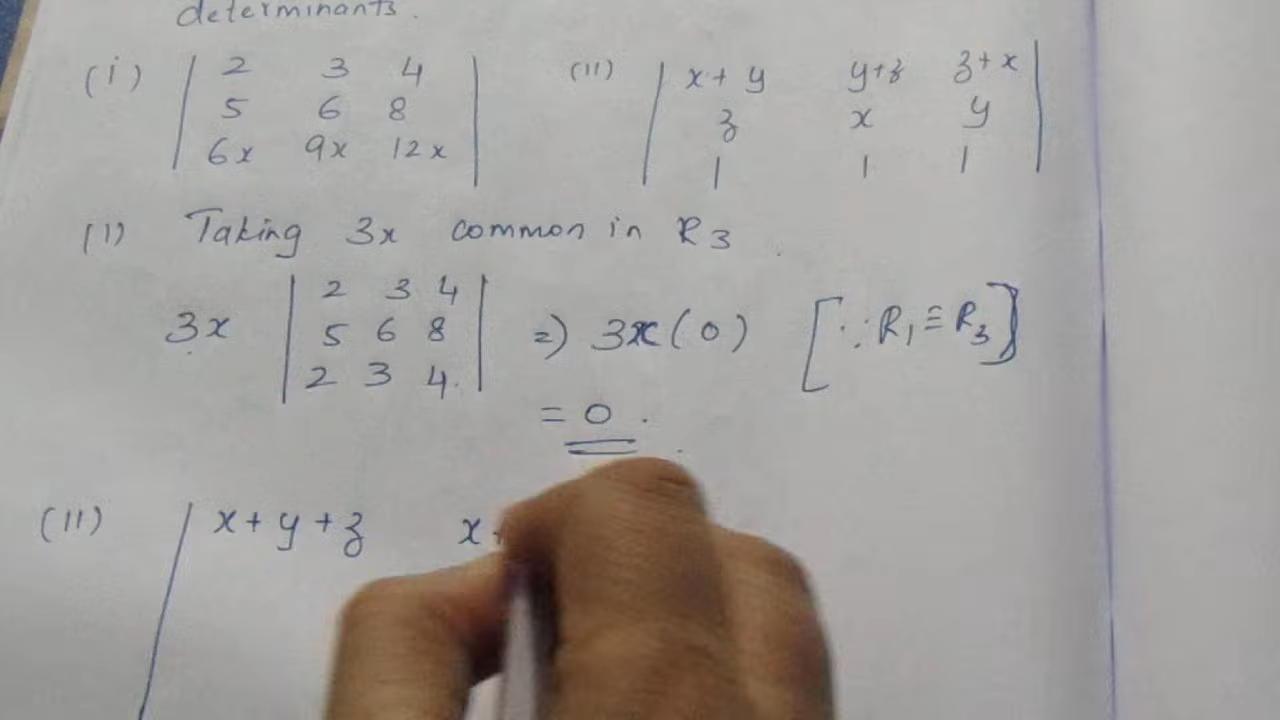 determinants.
(i) | 2 3 4 | (ii) | x+y y+z z+x |
| 5 6 8 | | z x y |
| 6x 9x 12x | | 1 1 1 |
(i) Taking 3x common in R3.
3x | 2 3 4 |
| 5 6 8 | => 3x(0) [∵ R₁ ≡ R₃]
| 2 3 4 |
= 0.
(ii) | x+y+z x+